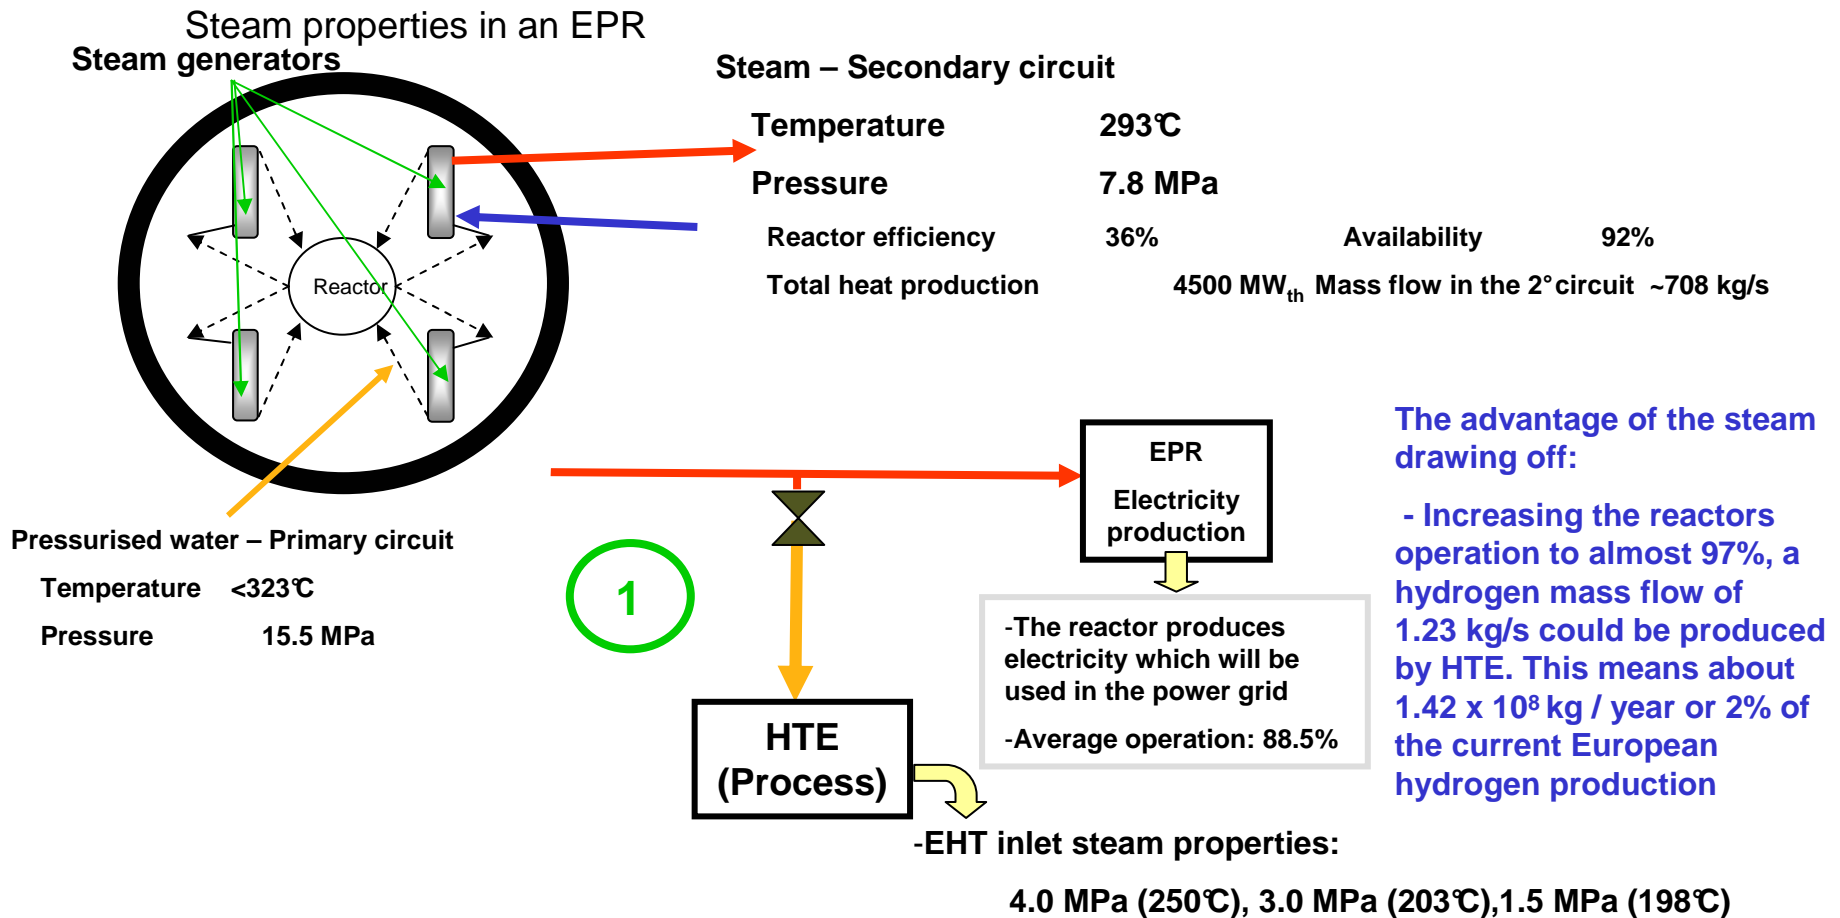 Steam properties in an EPR
Steam generators
Steam – Secondary circuit
Temperature 293℃
Pressure 7.8 MPa
Reactor efficiency 36% Availability 92%
Total heat production 4500 MWth Mass flow in the 2° circuit ~708 kg/s
Reactor
Pressurised water – Primary circuit
Temperature <323℃
Pressure 15.5 MPa
1
EPR
Electricity
production
HTE
(Process)
-The reactor produces
electricity which will be
used in the power grid
-Average operation: 88.5%
The advantage of the steam
drawing off:
- Increasing the reactors
operation to almost 97%, a
hydrogen mass flow of
1.23 kg/s could be produced
by HTE. This means about
1.42 x 10⁸ kg / year or 2% of
the current European
hydrogen production
-EHT inlet steam properties:
4.0 MPa (250℃), 3.0 MPa (203℃),1.5 MPa (198℃)